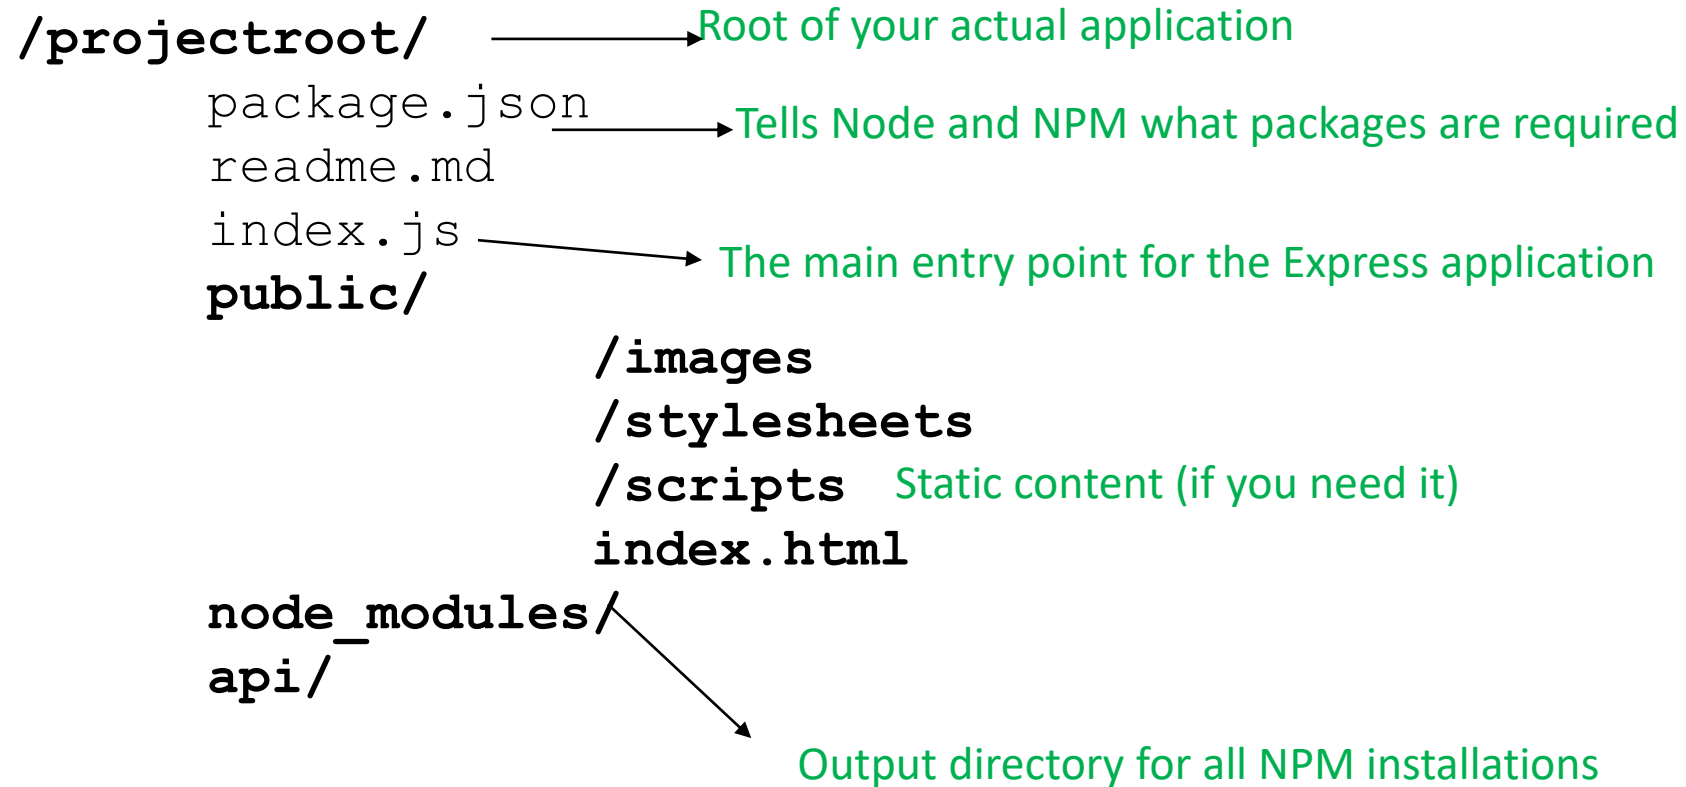 /projectroot/ Root of your actual application
package.json Tells Node and NPM what packages are required
readme.md
index.js The main entry point for the Express application
public/
/images
/stylesheets
/scripts Static content (if you need it)
index.html
node_modules/
api/
Output directory for all NPM installations